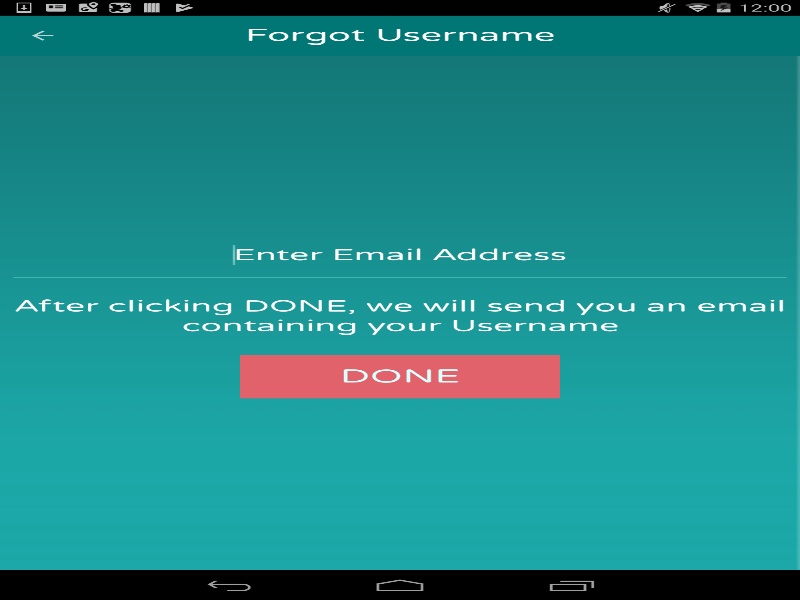 12:00
Forgot Username
Enter Email Address
After clicking DONE, we will send you an email
containing your Username
DONE